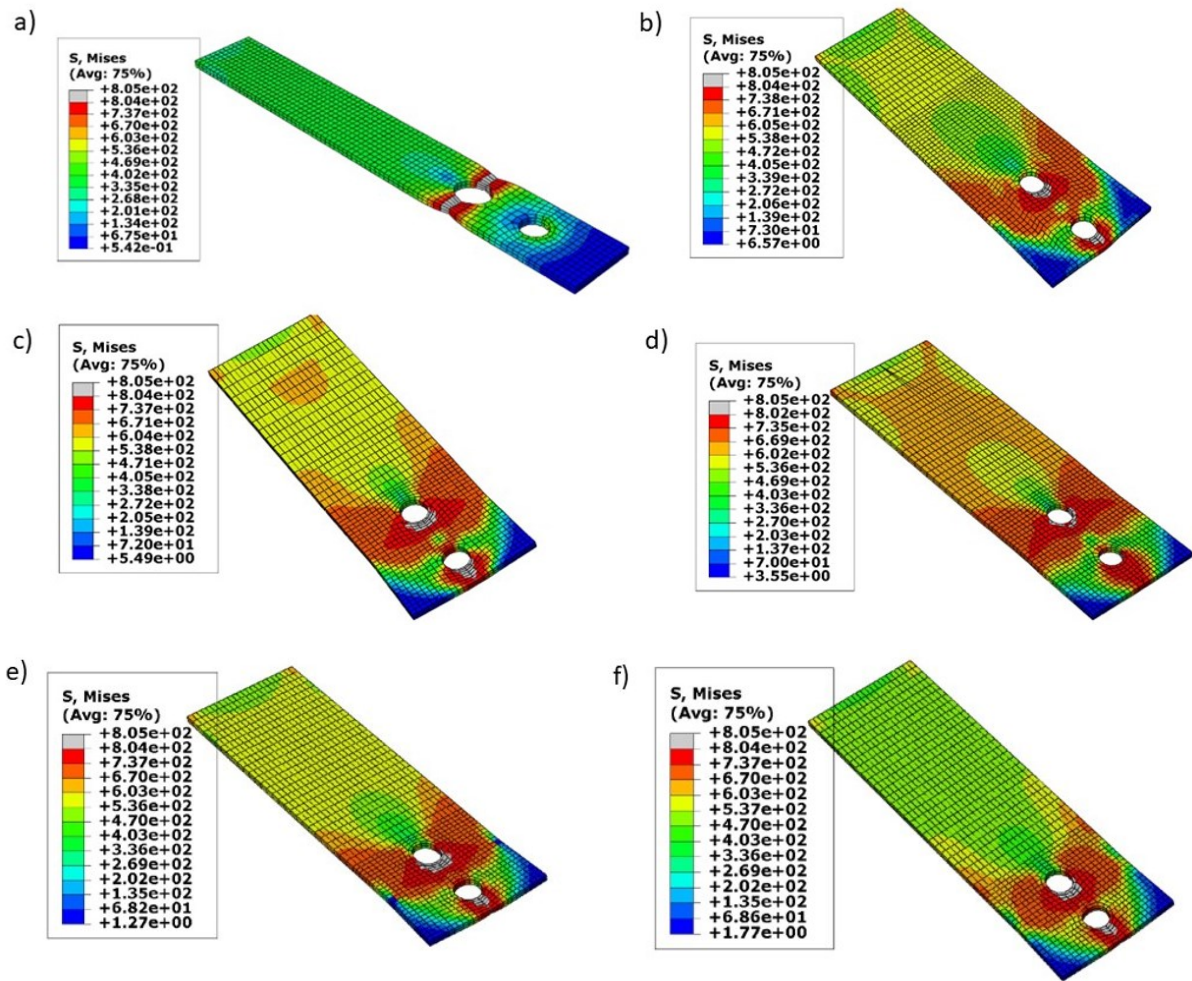 a)
S, Mises
(Avg: 75%)
+8.05e+02
+8.04e+02
+7.37e+02
+6.70e+02
+6.03e+02
+5.36e+02
+4.69e+02
+4.02e+02
+3.35e+02
+2.68e+02
+2.01e+02
+1.34e+02
+6.75e+01
+5.42e-01
b)
S, Mises
(Avg: 75%)
+8.05e+02
+8.04e+02
+7.38e+02
+6.71e+02
+6.05e+02
+5.38e+02
+4.72e+02
+4.05e+02
+3.39e+02
+2.72e+02
+2.06e+02
+1.39e+02
+7.30e+01
+6.57e+00
c)
S, Mises
(Avg: 75%)
+8.05e+02
+8.04e+02
+7.37e+02
+6.71e+02
+6.04e+02
+5.38e+02
+4.71e+02
+4.05e+02
+3.38e+02
+2.72e+02
+2.05e+02
+1.39e+02
+7.20e+01
+5.49e+00
d)
S, Mises
(Avg: 75%)
+8.05e+02
+8.02e+02
+7.35e+02
+6.69e+02
+6.02e+02
+5.36e+02
+4.69e+02
+4.03e+02
+3.36e+02
+2.70e+02
+2.03e+02
+1.37e+02
+7.00e+01
+3.55e+00
e)
S, Mises
(Avg: 75%)
+8.05e+02
+8.04e+02
+7.37e+02
+6.70e+02
+6.03e+02
+5.36e+02
+4.70e+02
+4.03e+02
+3.36e+02
+2.69e+02
+2.02e+02
+1.35e+02
+6.82e+01
+1.27e+00
f)
S, Mises
(Avg: 75%)
+8.05e+02
+8.04e+02
+7.37e+02
+6.70e+02
+6.03e+02
+5.37e+02
+4.70e+02
+4.03e+02
+3.36e+02
+2.69e+02
+2.02e+02
+1.35e+02
+6.86e+01
+1.77e+00